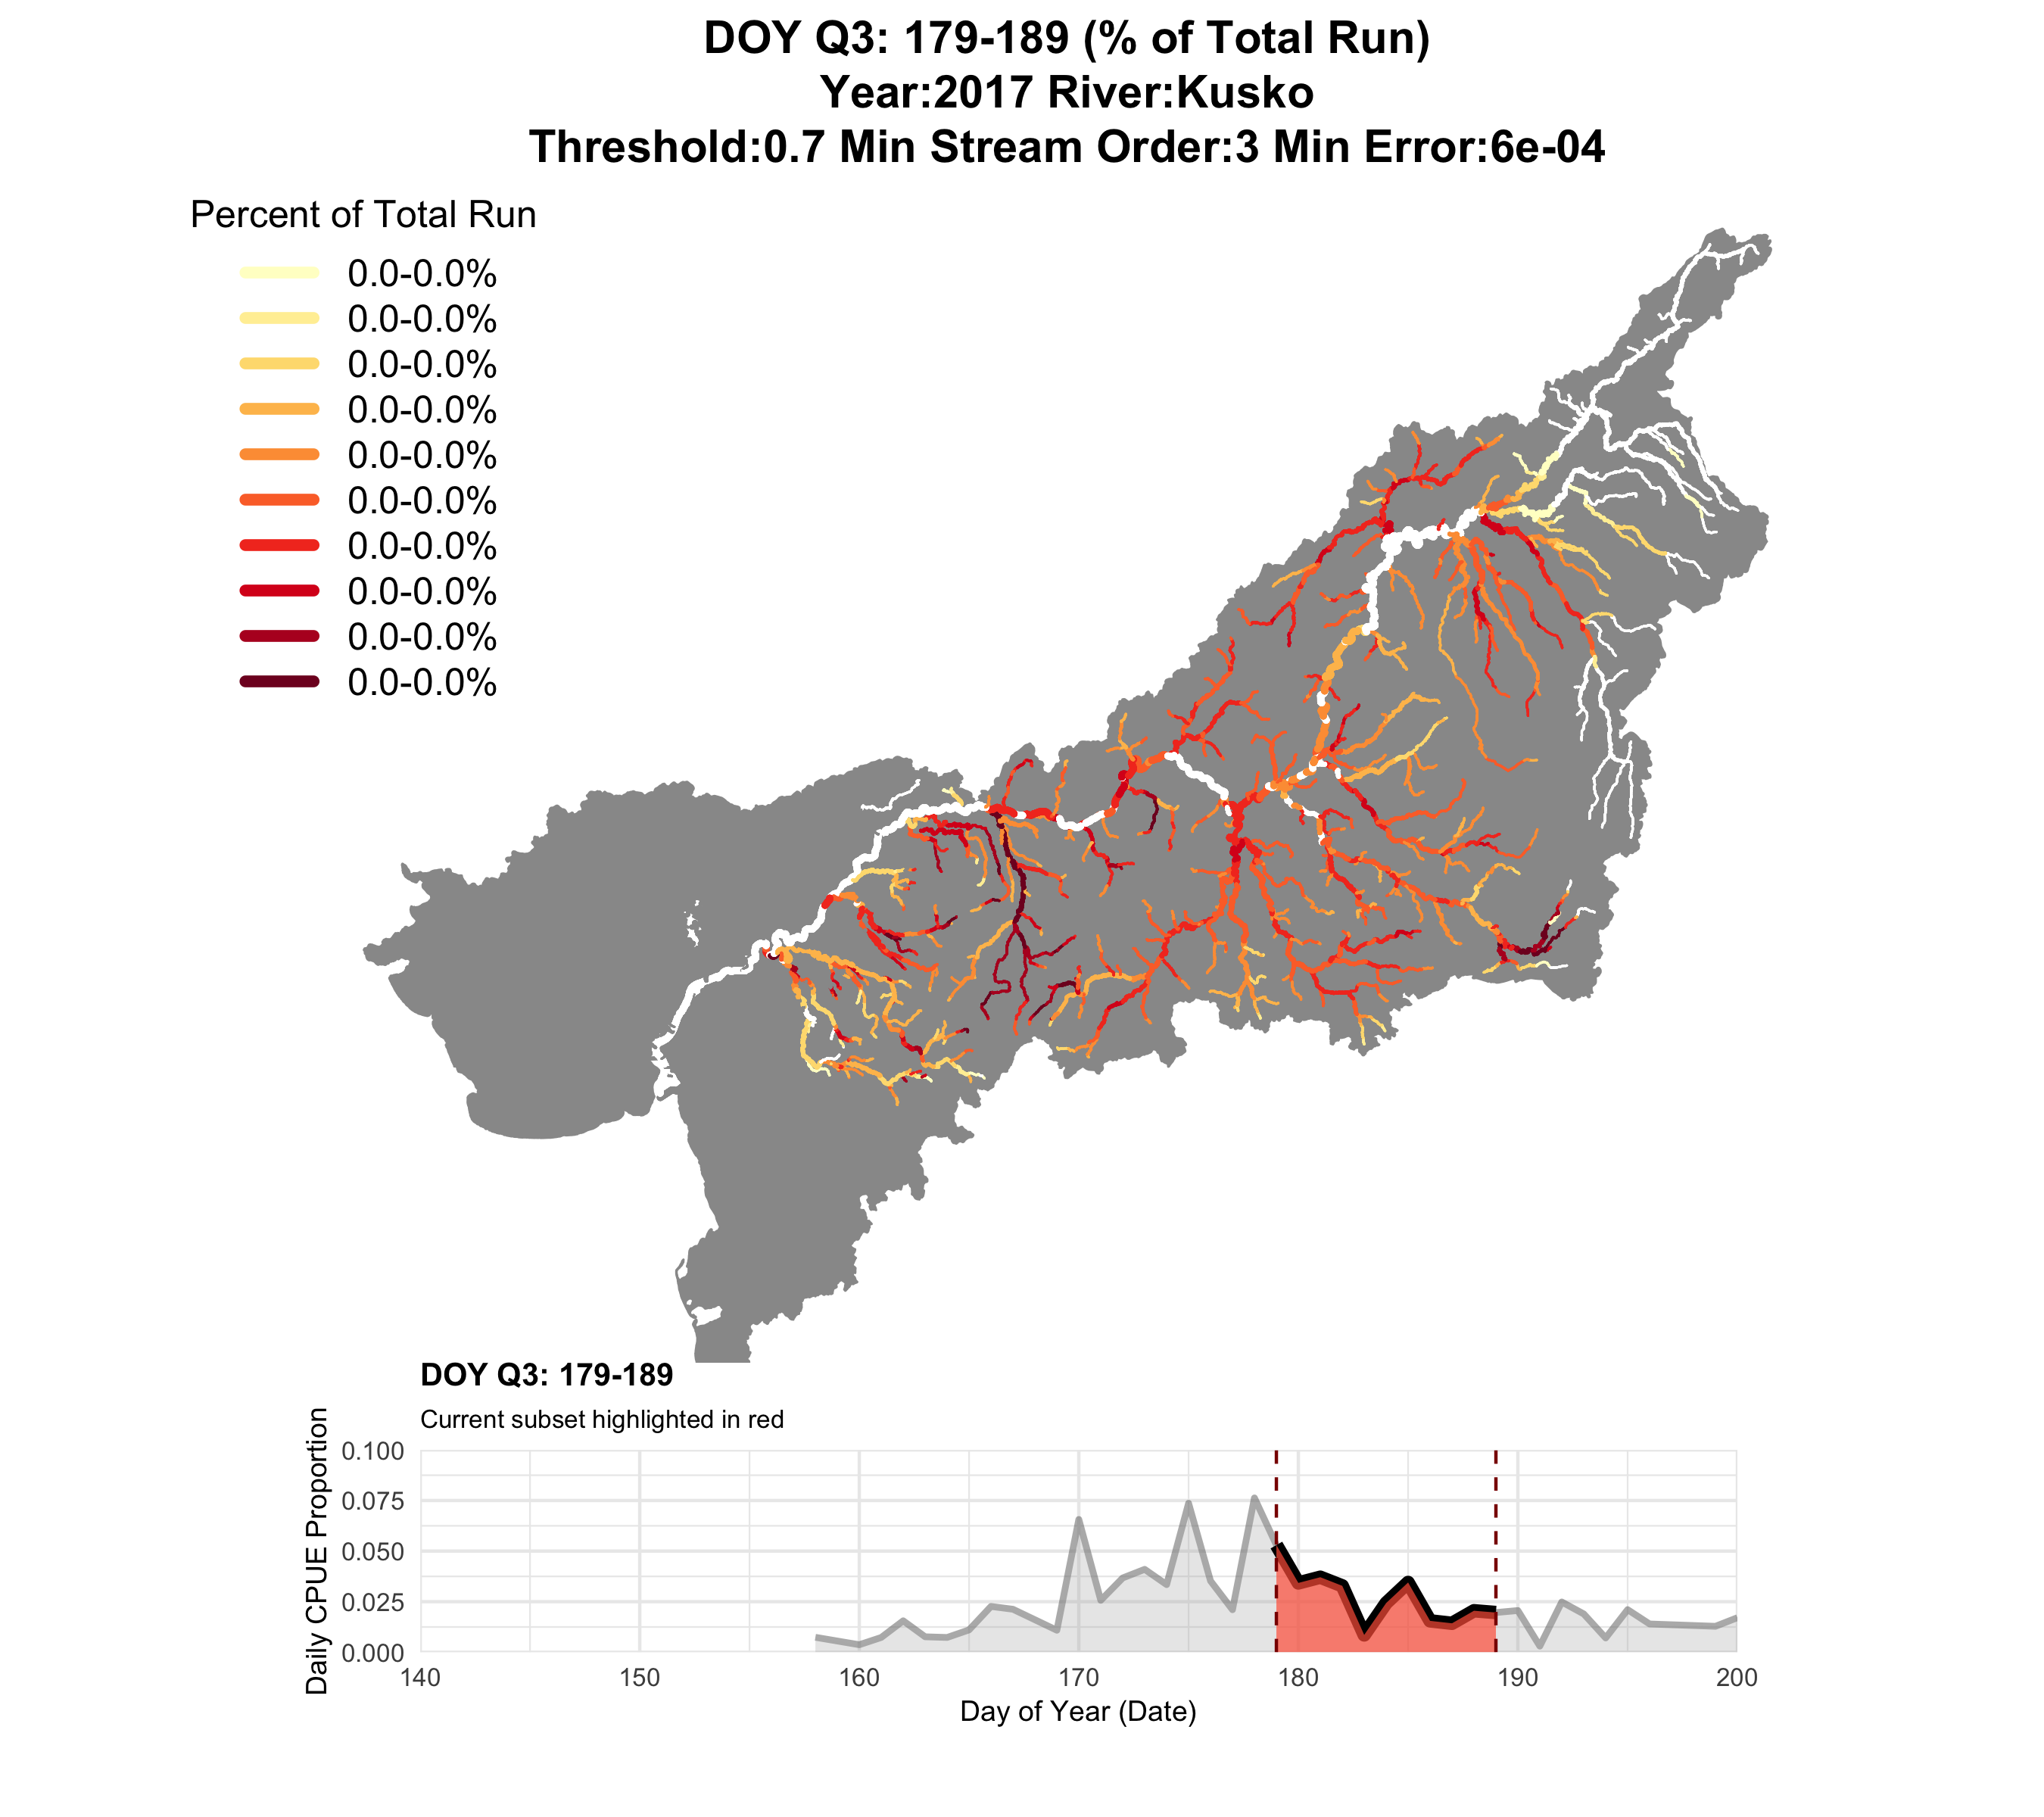 DOY Q3: 179-189 (% of Total Run)
Year:2017 River:Kusko
Threshold:0.7 Min Stream Order:3 Min Error:6e-04
Percent of Total Run
0.0-0.0%
0.0-0.0%
0.0-0.0%
0.0-0.0%
0.0-0.0%
0.0-0.0%
0.0-0.0%
0.0-0.0%
0.0-0.0%
0.0-0.0%
DOY Q3: 179-189
Current subset highlighted in red
Daily CPUE Proportion
0.100
0.075
0.050
0.025
0.000
140 150 160 170 180 190 200
Day of Year (Date)